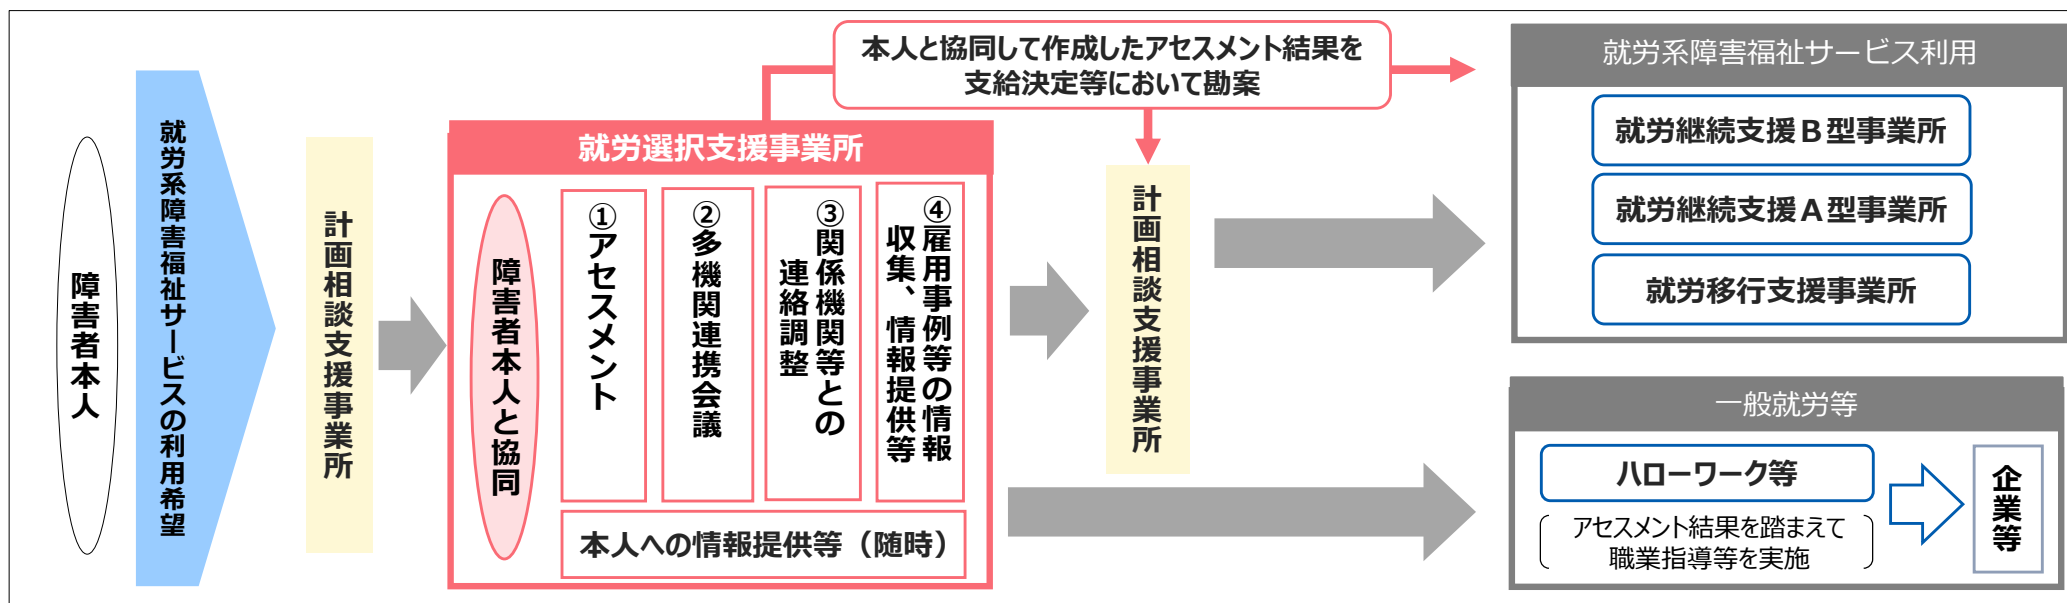 障害者本人
就労系障害福祉サービスの利用希望
計画相談支援事業所
就労選択支援事業所
障害者本人と協同
①アセスメント
②多機関連携会議
③関係機関等との
連絡調整
④雇用事例等の情報
収集、情報提供等
本人への情報提供等（随時）
本人と協同して作成したアセスメント結果を
支給決定等において勘案
計画相談支援事業所
就労系障害福祉サービス利用
就労継続支援Ｂ型事業所
就労継続支援Ａ型事業所
就労移行支援事業所
一般就労等
ハローワーク等
アセスメント結果を踏まえて
職業指導等を実施
企業等